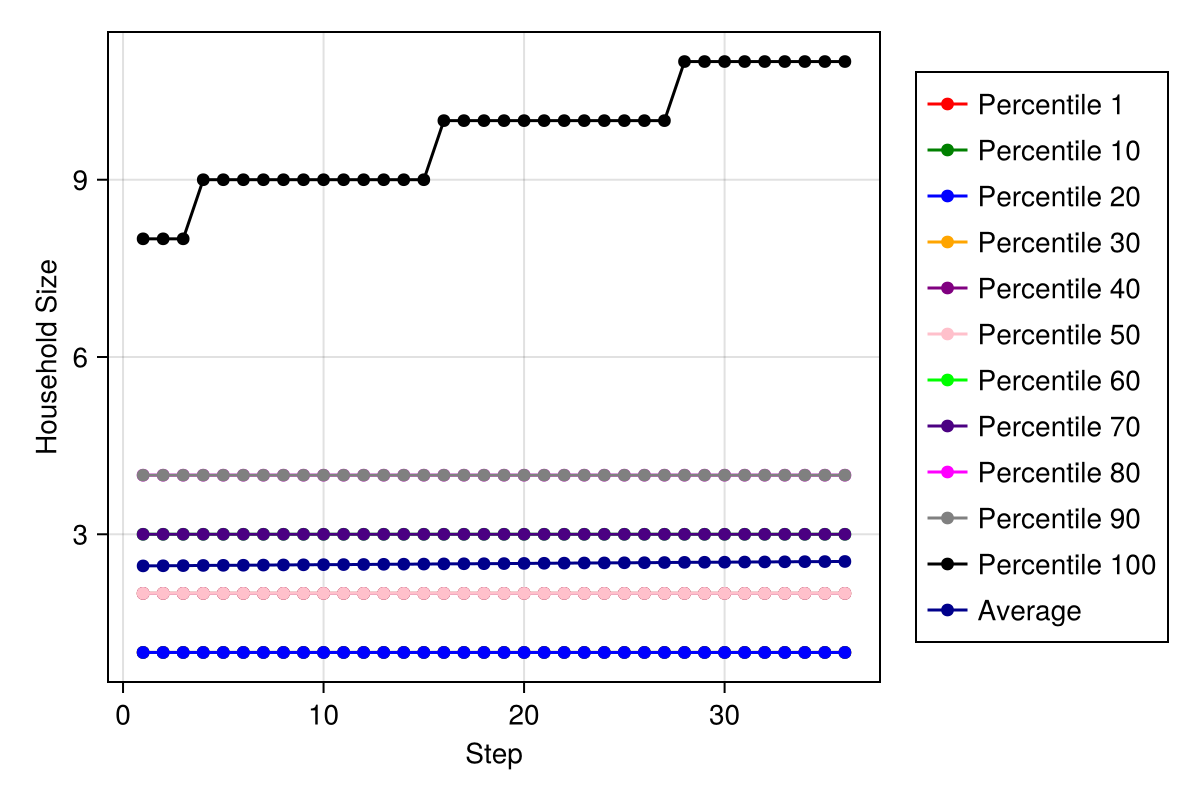 9
6
3
Household Size
0 10 20 30
Step
Percentile 1
Percentile 10
Percentile 20
Percentile 30
Percentile 40
Percentile 50
Percentile 60
Percentile 70
Percentile 80
Percentile 90
Percentile 100
Average